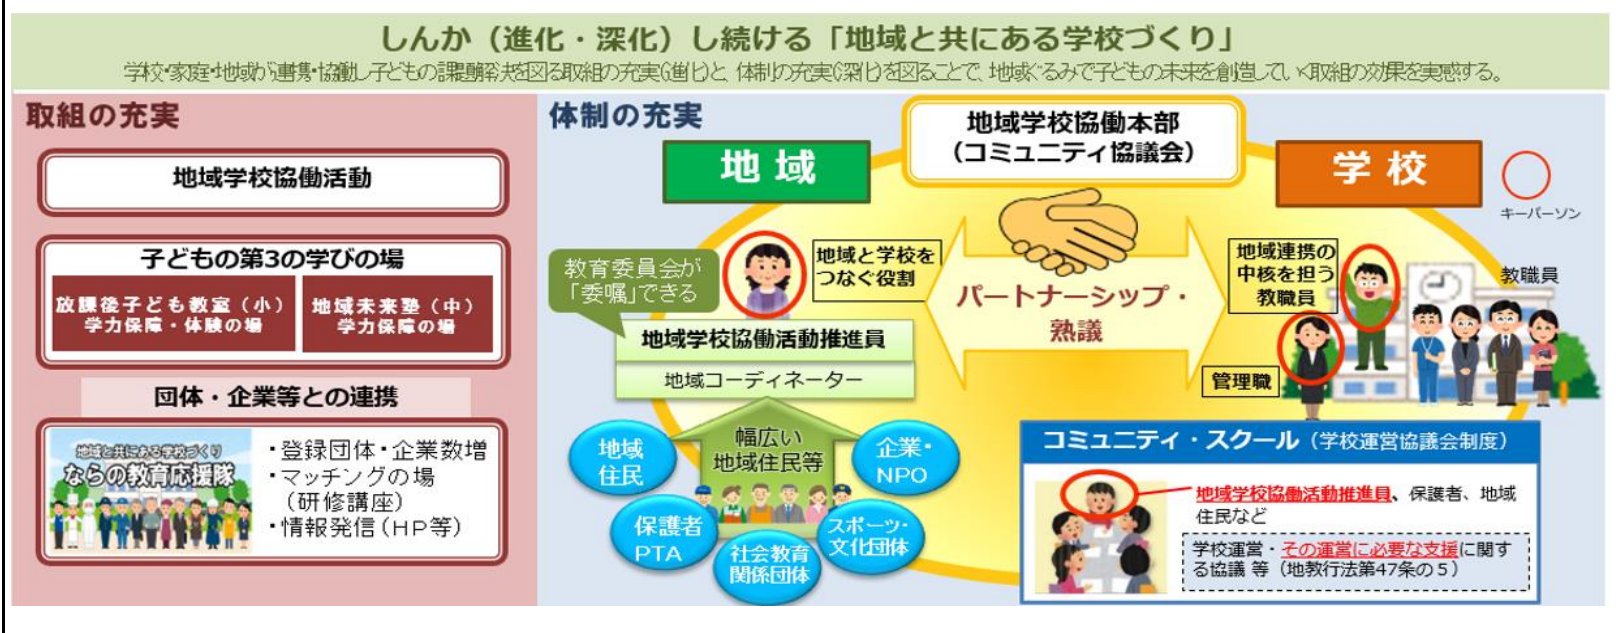 しんか（進化・深化）し続ける「地域と共にある学校づくり」
学校・家庭・地域が連携・協働し子どもの課題解決を図る取組の充実（進化）と、体制の充実（深化）を図ることで、地域ぐるみで子どもの未来を創造していく取組の効果を実感する。
取組の充実
地域学校協働活動
子どもの第3の学びの場
放課後子ども教室（小）
学力保障・体験の場
地域未来塾（中）
学力保障の場
団体・企業等との連携
地域と共にある学校づくり
ならの教育応援隊
・登録団体・企業数増
・マッチングの場
（研修講座）
・情報発信（HP等）
体制の充実
地域学校協働本部
（コミュニティ協議会）
地域
学校
キーパーソン
教育委員会が
「委嘱」できる
地域と学校を
つなぐ役割
地域学校協働活動推進員
地域コーディネーター
パートナーシップ・
熟議
地域連携の
中核を担う
教職員
教職員
管理職
幅広い
地域住民等
地域
住民
保護者
PTA
社会教育
関係団体
スポーツ・
文化団体
企業・
NPO
コミュニティ・スクール（学校運営協議会制度）
地域学校協働活動推進員、保護者、地域
住民など
学校運営・その運営に必要な支援に関す
る協議 等（地教行法第47条の５）